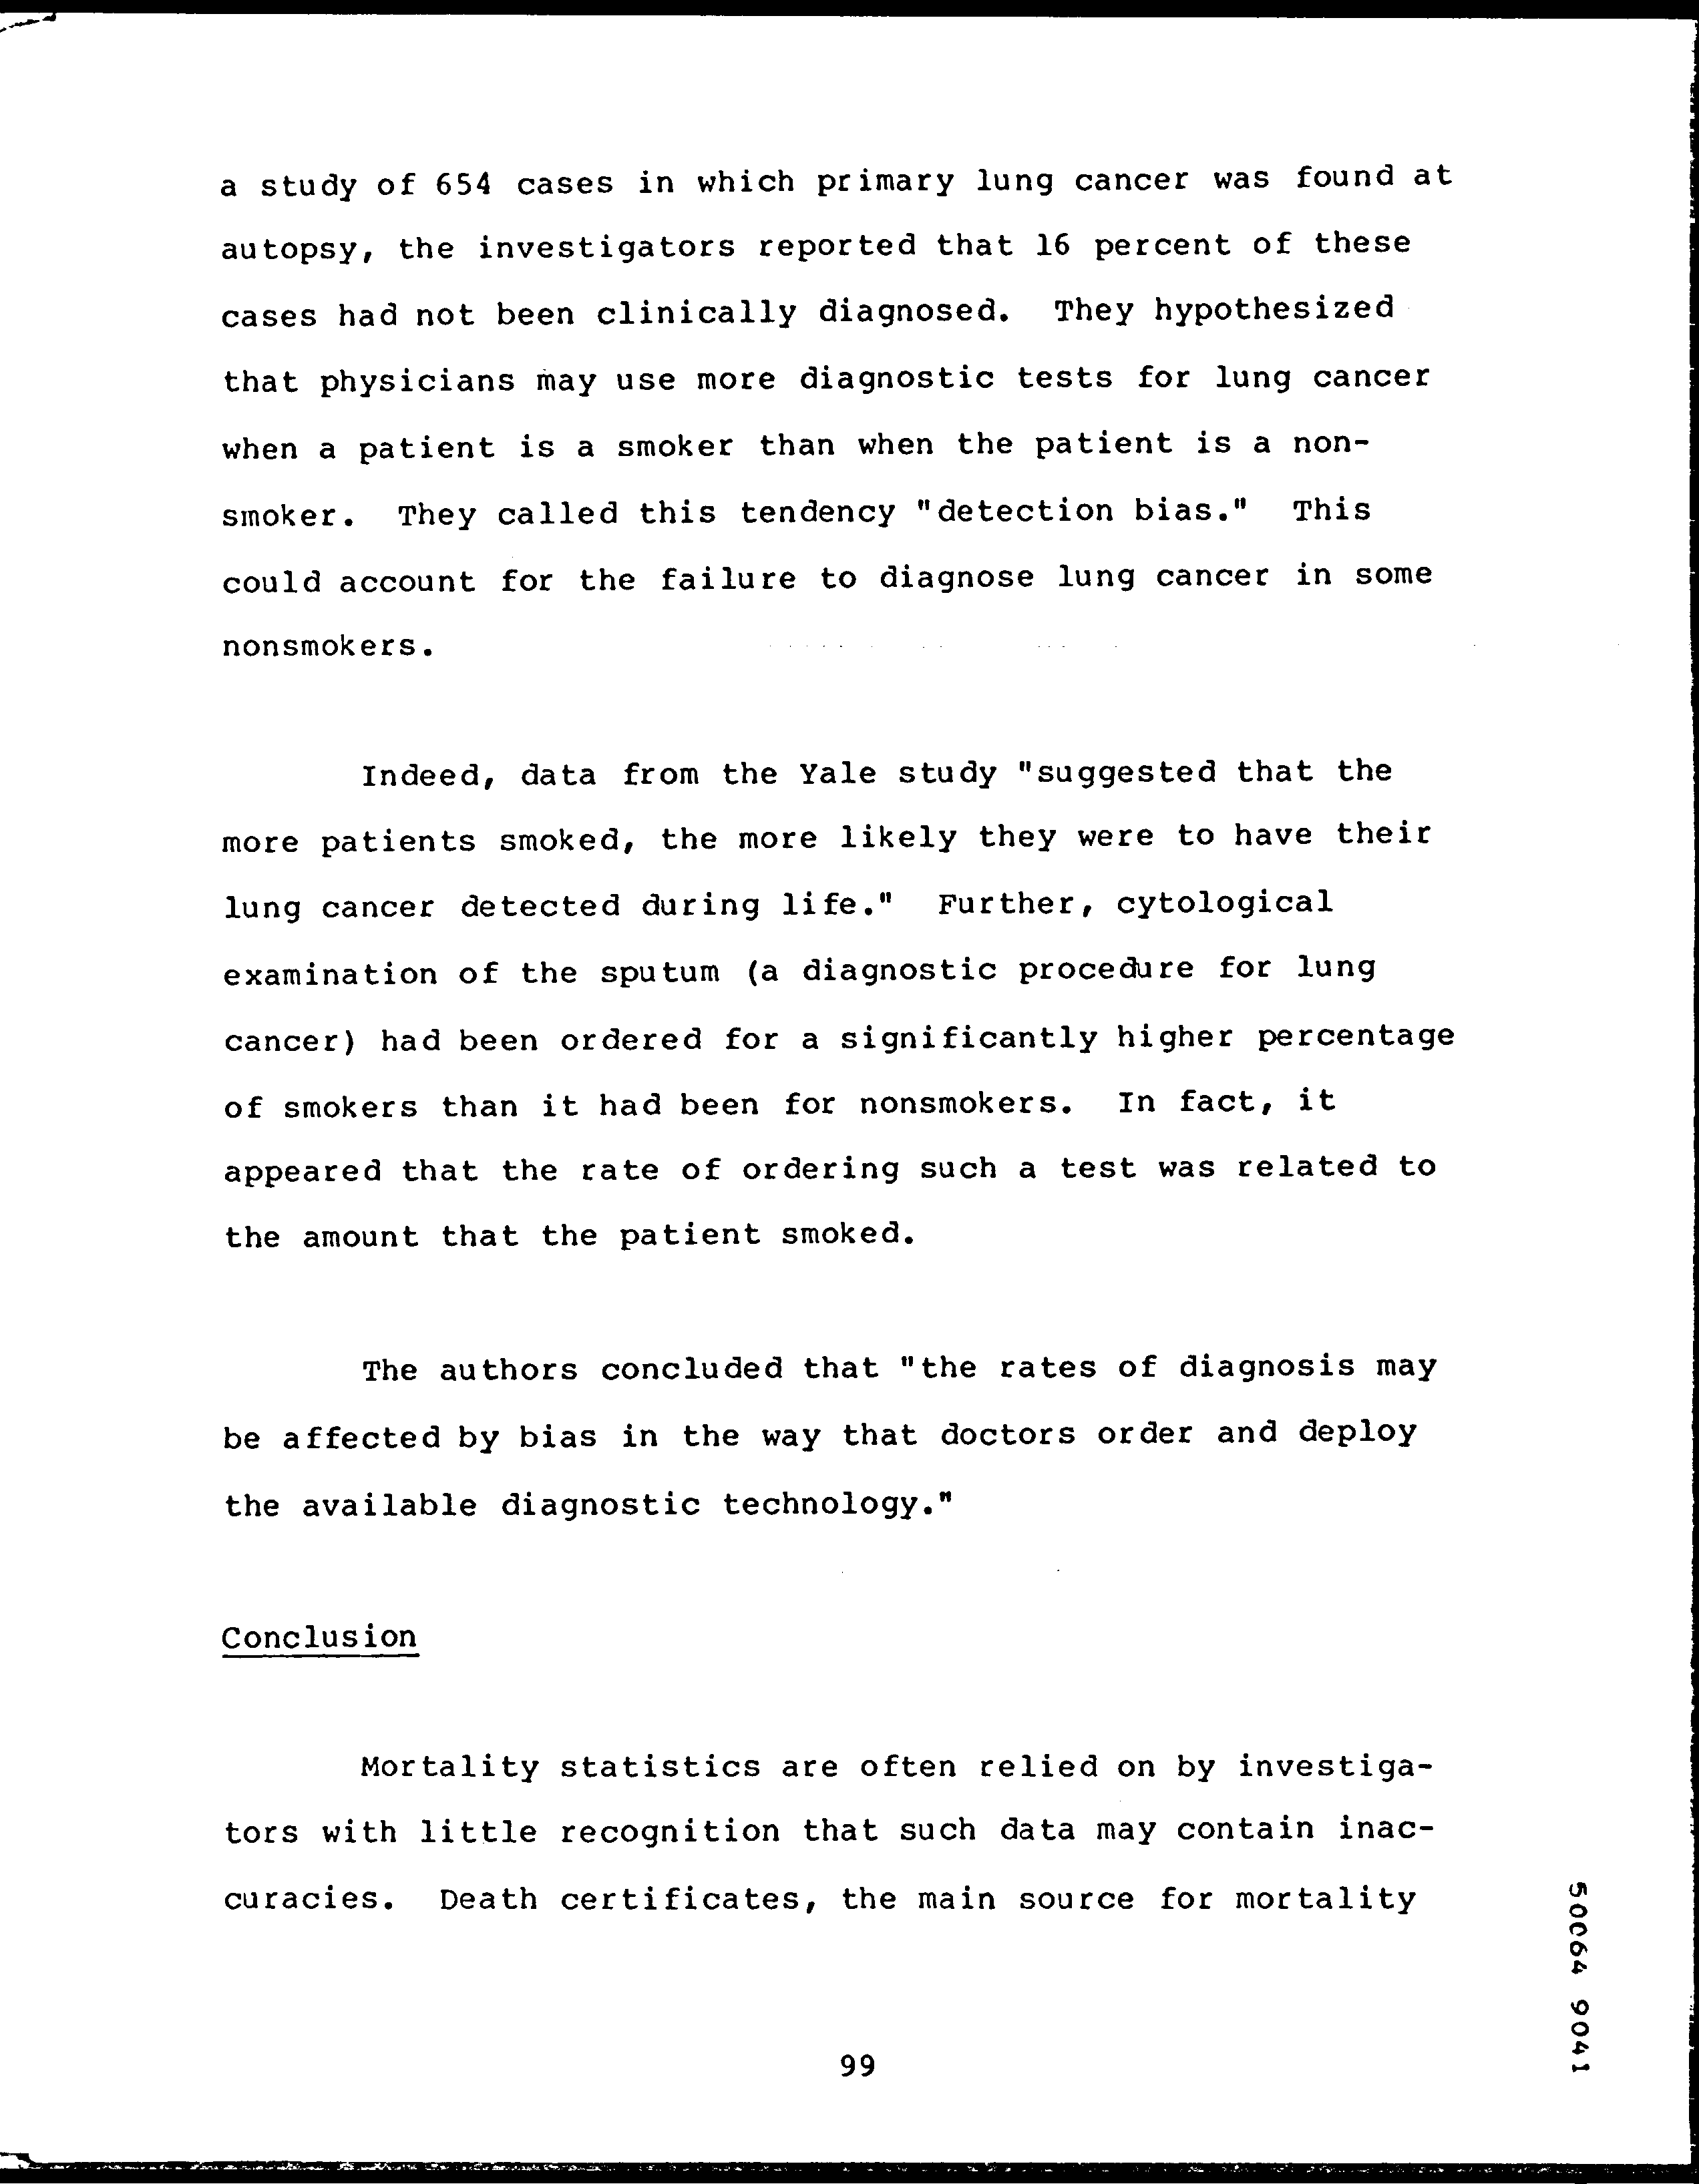 a study of 654 cases in which primary lung cancer was found at
autopsy, the investigators reported that 16 percent of these
cases had not been clinically diagnosed. They hypothesized
that physicians may use more diagnostic tests for lung cancer
when a patient is a smoker than when the patient is a non-
smoker. They called this tendency "detection bias." This
could account for the failure to diagnose lung cancer in some
nonsmokers.
Indeed, data from the Yale study "suggested that the
more patients smoked, the more likely they were to have their
lung cancer detected during life." Further, cytological
examination of the sputum (a diagnostic procedure for lung
cancer) had been ordered for a significantly higher percentage
of smokers than it had been for nonsmokers. In fact, it
appeared that the rate of ordering such a test was related to
the amount that the patient smoked.
The authors concluded that "the rates of diagnosis may
be affected by bias in the way that doctors order and deploy
the available diagnostic technology."
Conclusion
Mortality statistics are often relied on by investiga-
tors with little recognition that such data may contain inac-
curacies. Death certificates, the main source for mortality
99
50064 9041